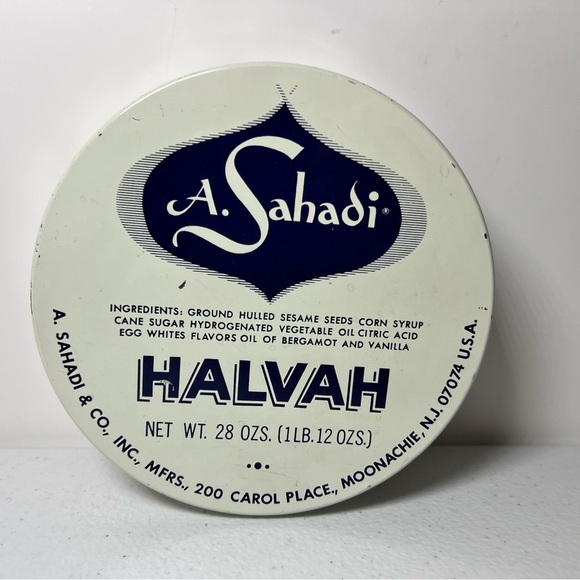 A. Sahadi®
INGREDIENTS: GROUND HULLED SESAME SEEDS CORN SYRUP
CANE SUGAR HYDROGENATED VEGETABLE OIL CITRIC ACID
EGG WHITES FLAVORS OIL OF BERGAMOT AND VANILLA
HALVAH
NET WT. 28 OZS. (1 LB. 12 OZS.)
A. SAHADI & CO., INC., MFRS., 200 CAROL PLACE., MOONACHIE, N.J. 07074 U.S.A.